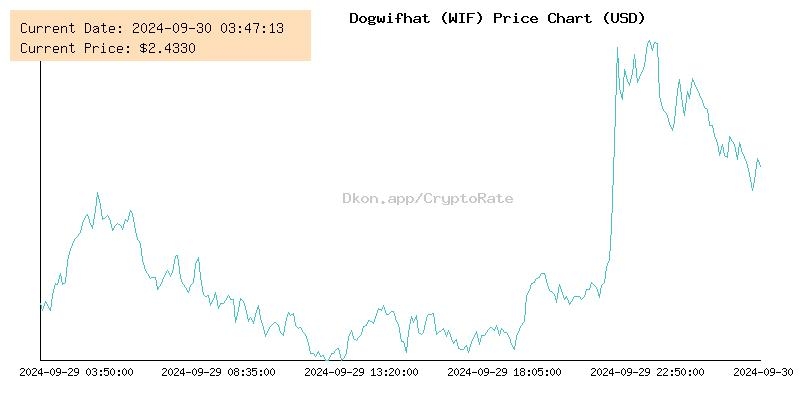 Dogwifhat (WIF) Price Chart (USD)
Current Date: 2024-09-30 03:47:13
Current Price: $2.4330
Dkon.app/CryptoRate
2024-09-29 03:50:00 2024-09-29 08:35:00 2024-09-29 13:20:00 2024-09-29 18:05:00 2024-09-29 22:50:00 2024-09-30